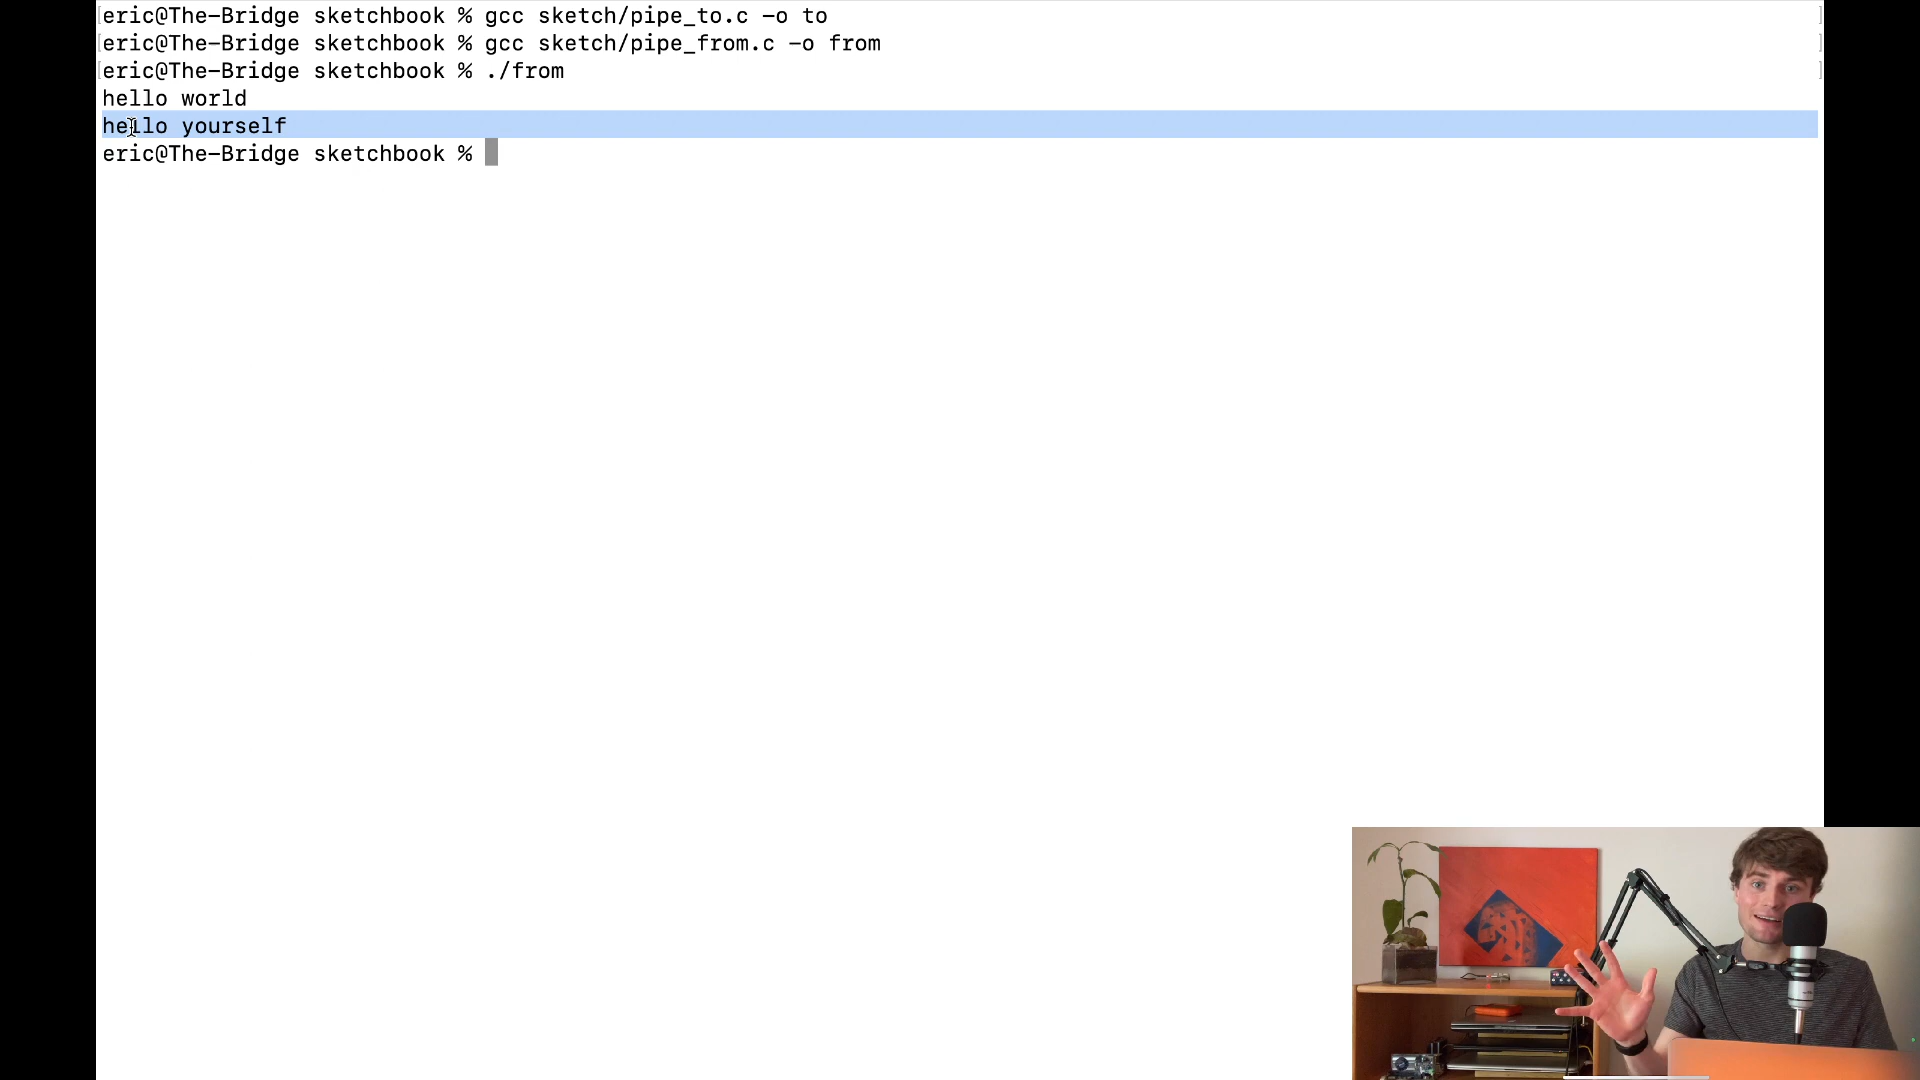 eric@The-Bridge sketchbook % gcc sketch/pipe_to.c -o to
eric@The-Bridge sketchbook % gcc sketch/pipe_from.c -o from
eric@The-Bridge sketchbook % ./from
hello world
hello yourself
eric@The-Bridge sketchbook %